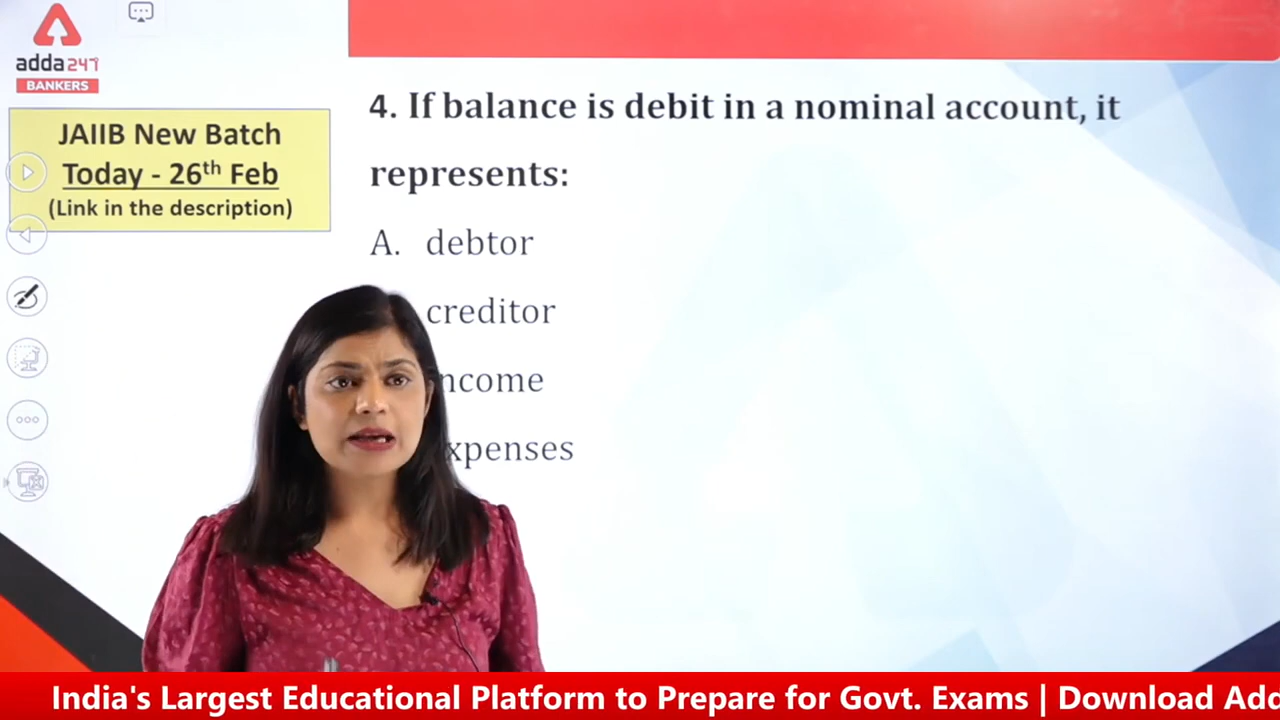 adda247
BANKERS
JAIIB New Batch
Today - 26th Feb
(Link in the description)
4. If balance is debit in a nominal account, it
represents:
A. debtor
creditor
ncome
xpenses
India's Largest Educational Platform to Prepare for Govt. Exams | Download Add